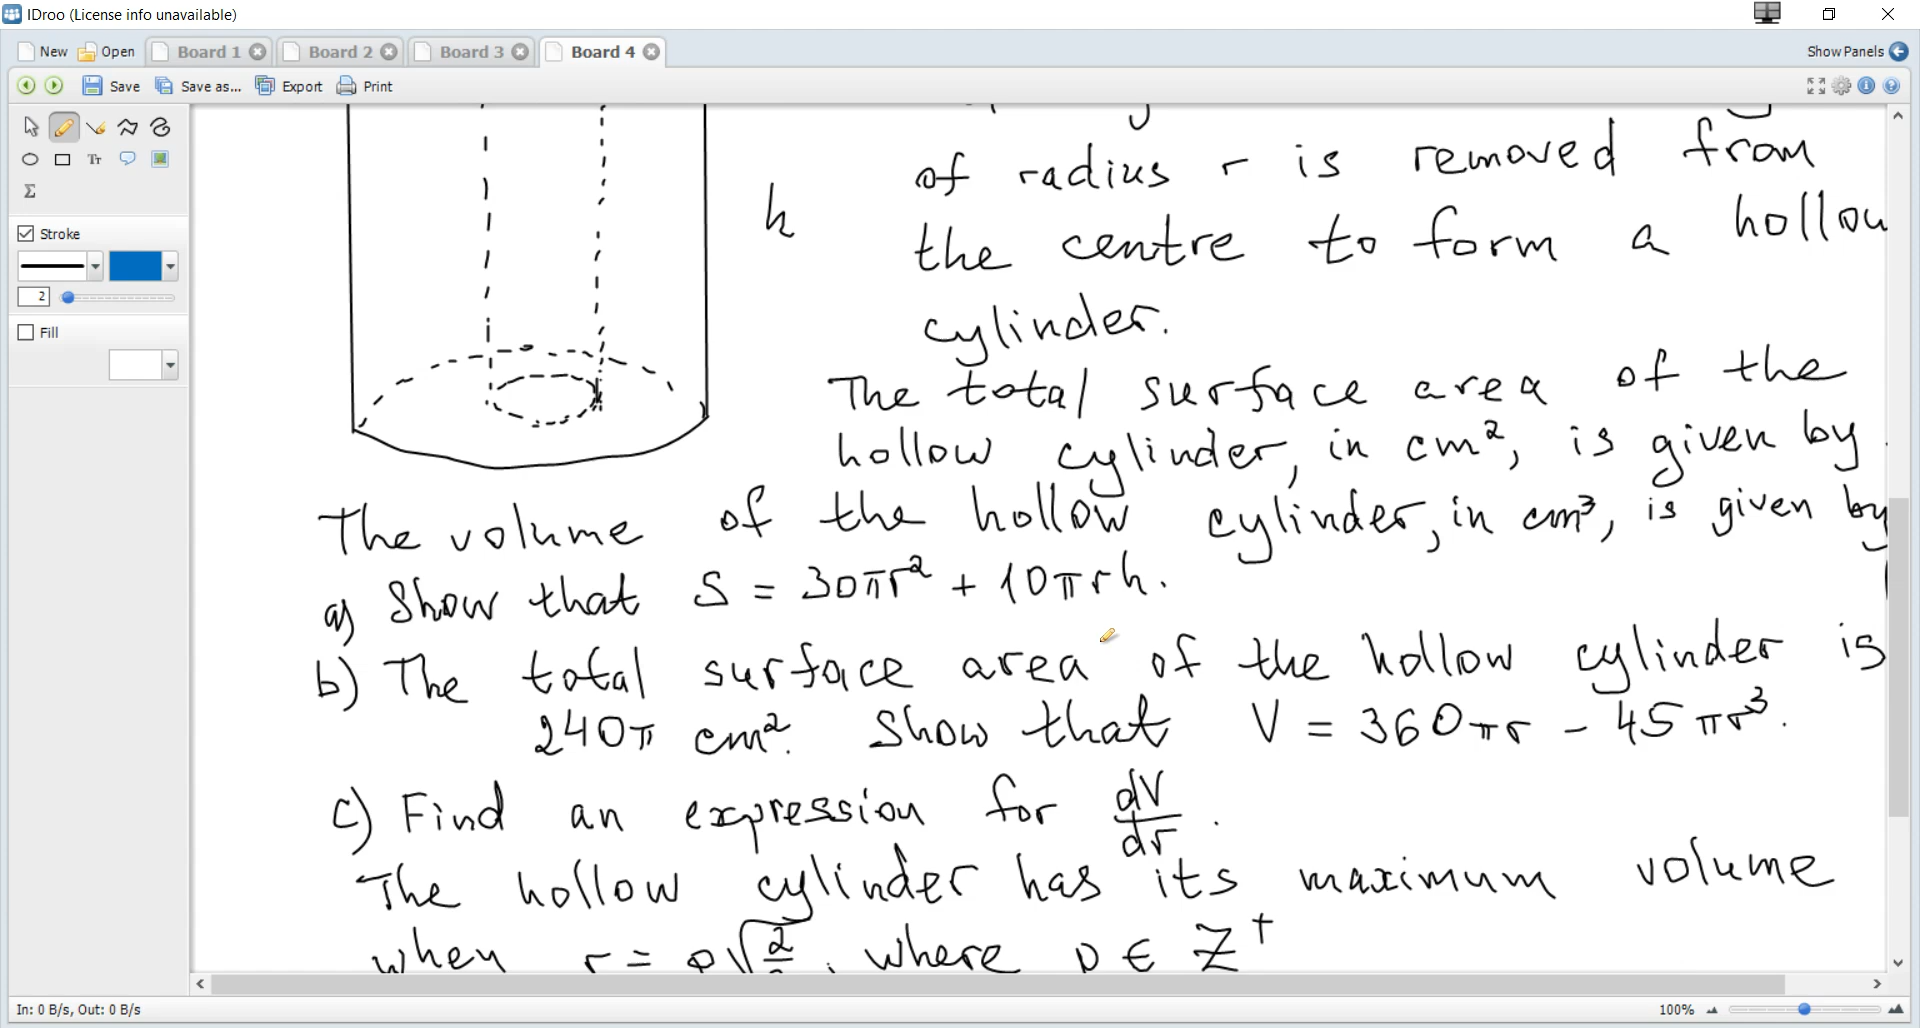 IDroo (License info unavailable)
New Open Board 1 Board 2 Board 3 Board 4 Show Panels
Save Save as... Export Print
Tт
Σ
Stroke
2
Fill
h
of radius r is removed from
the centre to form a hollow
cylinder.
The total surface area of the
hollow cylinder, in cm², is given by
The volume of the hollow cylinder, in cm³, is given by
a) Show that S = 30πr² + 10πrh.
b) The total surface area of the hollow cylinder is
240π cm². Show that V = 360πr - 45πr³.
c) Find an expression for dV/dr.
The hollow cylinder has its maximum volume
when r = p√2, where p ∈ Z⁺
In: 0 B/s, Out: 0 B/s 100%